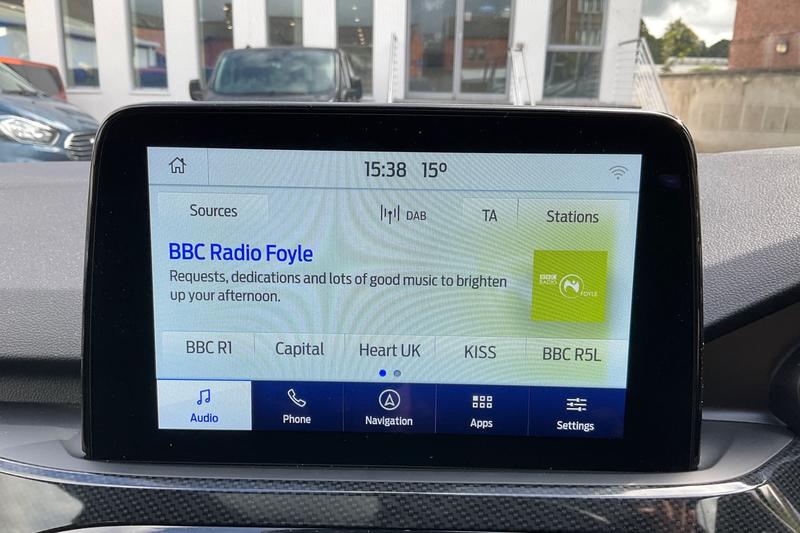 15:38 15º
Sources
DAB
TA
Stations
BBC Radio Foyle
Requests, dedications and lots of good music to brighten
up your afternoon.
BBC
RADIO
FOYLE
BBC R1 Capital Heart UK KISS BBC R5L
Audio Phone Navigation Apps Settings